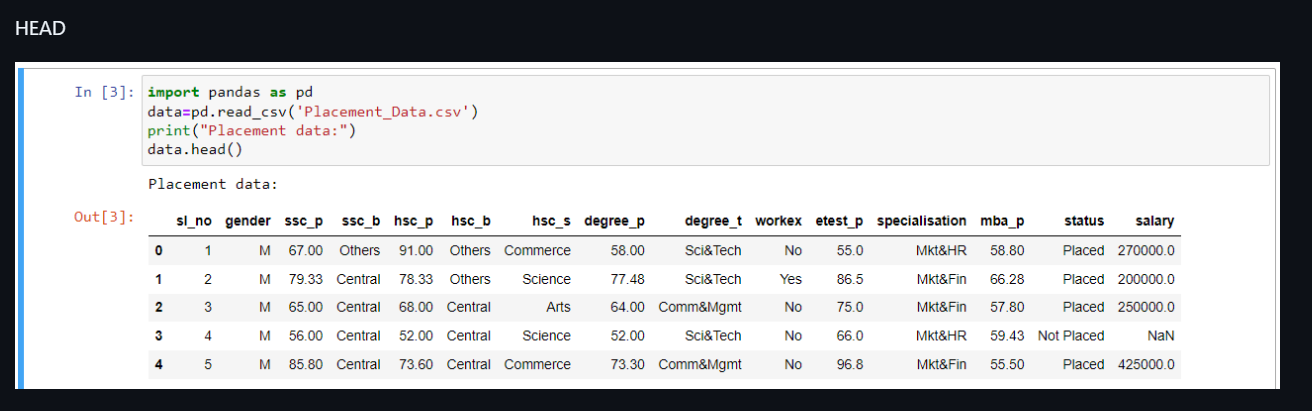 HEAD
In [3]: import pandas as pd
data=pd.read_csv('Placement_Data.csv')
print("Placement data:")
data.head()
Placement data:
Out[3]: sl_no gender ssc_p ssc_b hsc_p hsc_b hsc_s degree_p degree_t workex etest_p specialisation mba_p status salary
0 1 M 67.00 Others 91.00 Others Commerce 58.00 Sci&Tech No 55.0 Mkt&HR 58.80 Placed 270000.0
1 2 M 79.33 Central 78.33 Others Science 77.48 Sci&Tech Yes 86.5 Mkt&Fin 66.28 Placed 200000.0
2 3 M 65.00 Central 68.00 Central Arts 64.00 Comm&Mgmt No 75.0 Mkt&Fin 57.80 Placed 250000.0
3 4 M 56.00 Central 52.00 Central Science 52.00 Sci&Tech No 66.0 Mkt&HR 59.43 Not Placed NaN
4 5 M 85.80 Central 73.60 Central Commerce 73.30 Comm&Mgmt No 96.8 Mkt&Fin 55.50 Placed 425000.0